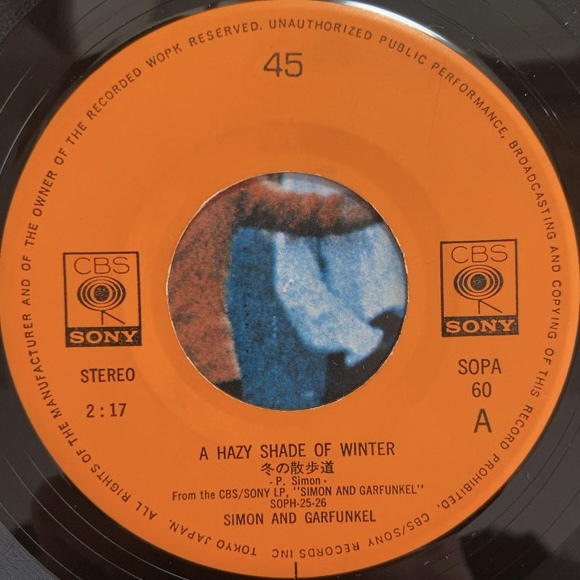 ALL RIGHTS OF THE MANUFACTURER AND OF THE OWNER OF THE RECORDED WORK RESERVED. UNAUTHORIZED PUBLIC PERFORMANCE, BROADCASTING AND COPYING OF THIS RECORD PROHIBITED. CBS/SONY RECORDS INC TOKYO JAPAN.
45
CBS
SONY
CBS
SONY
STEREO
2:17
SOPA
60
A
A HAZY SHADE OF WINTER
冬の散歩道
- P. Simon -
From the CBS/SONY LP, "SIMON AND GARFUNKEL"
SOPH-25-26
SIMON AND GARFUNKEL